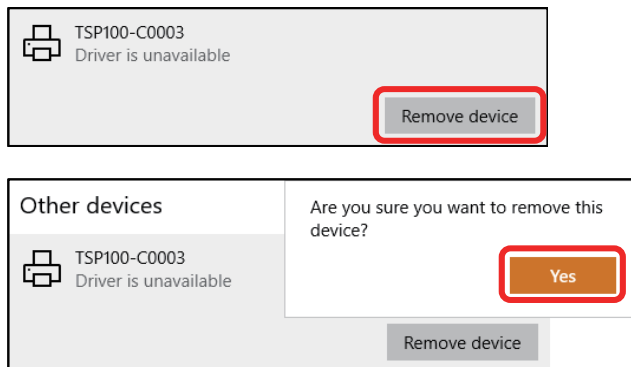 TSP100-C0003
Driver is unavailable
Remove device
Other devices
Are you sure you want to remove this
device?
TSP100-C0003
Driver is unavailable
Yes
Remove device